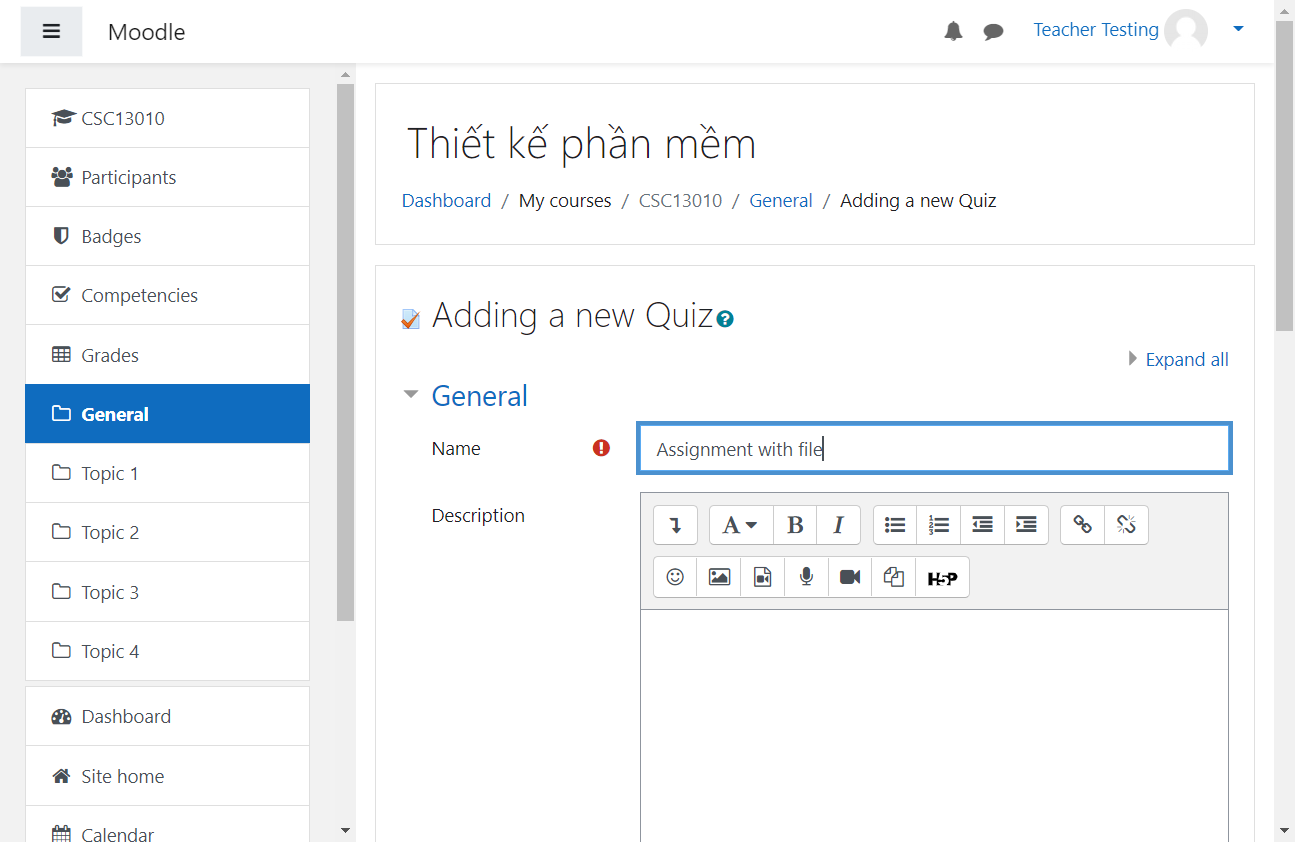 Moodle
Teacher Testing
CSC13010
Participants
Badges
Competencies
Grades
General
Topic 1
Topic 2
Topic 3
Topic 4
Dashboard
Site home
Calendar
Thiết kế phần mềm
Dashboard / My courses / CSC13010 / General / Adding a new Quiz
Adding a new Quiz
Expand all
General
Name
Assignment with file
Description
A B I
H5P